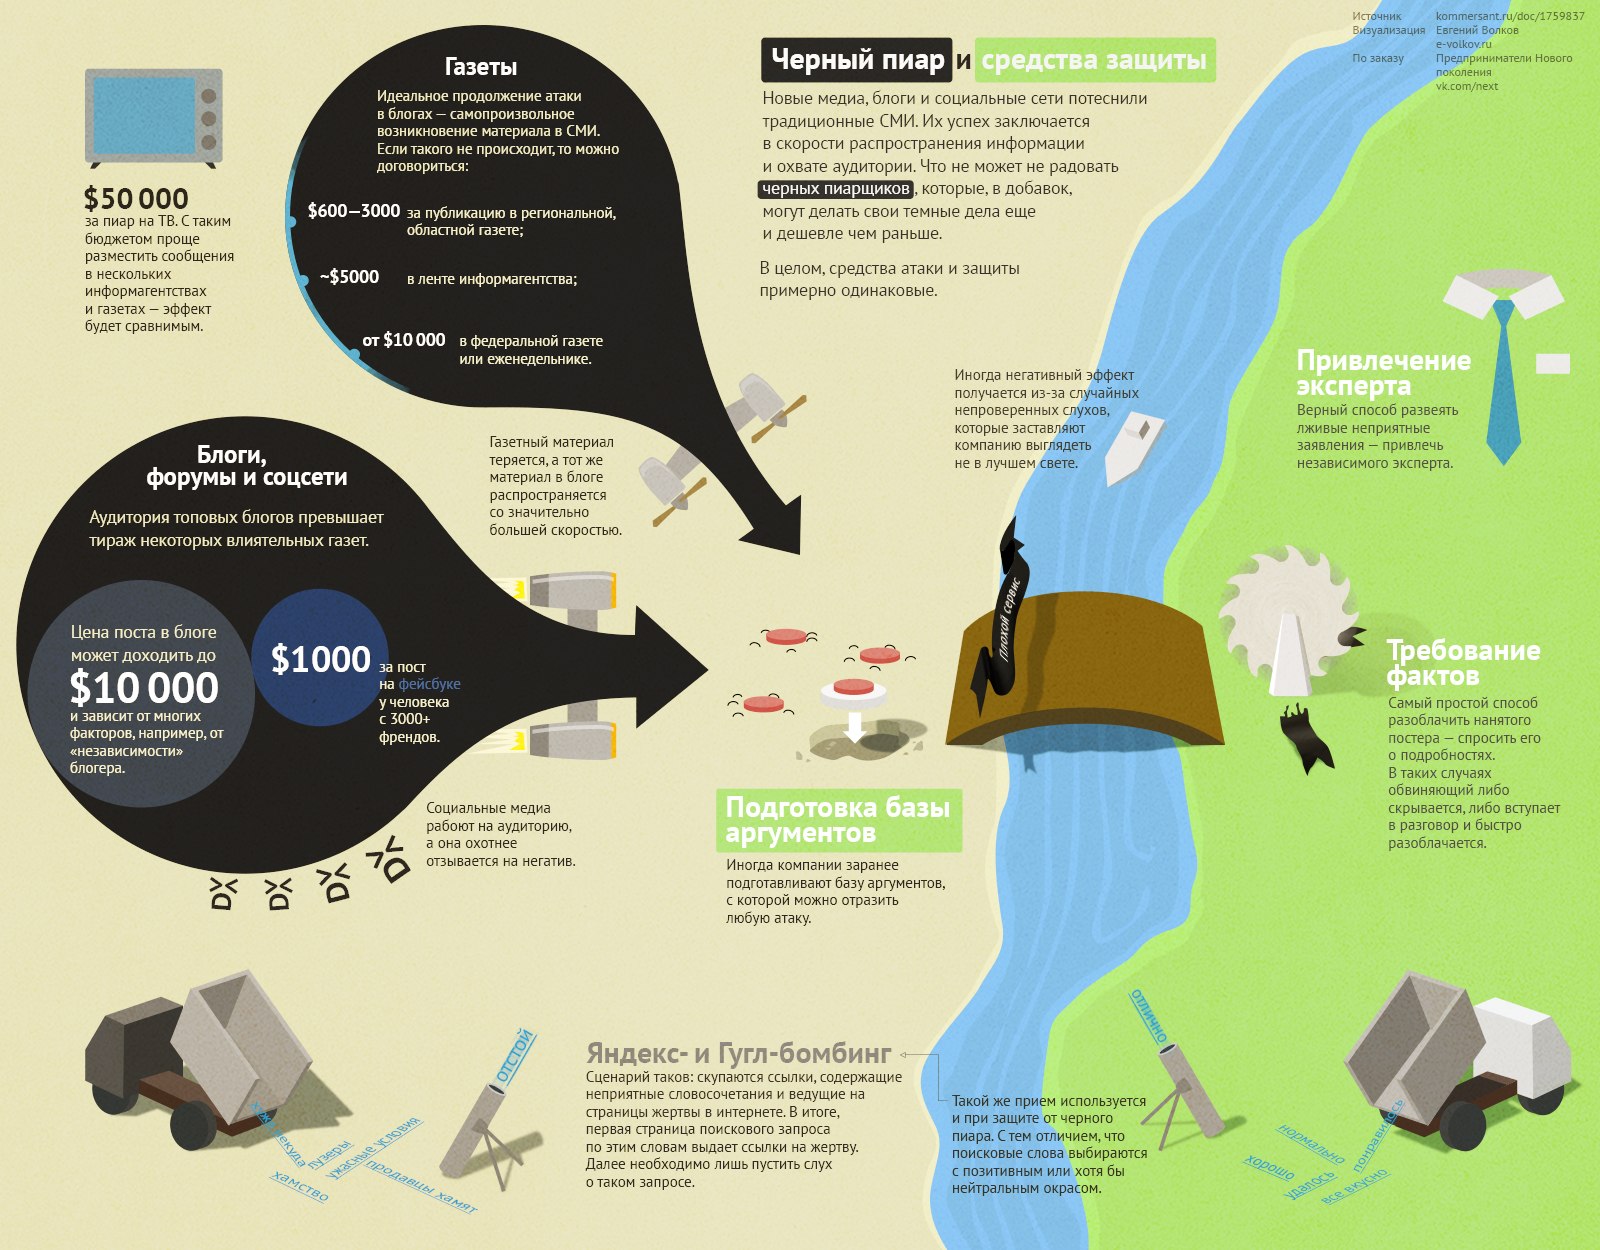 Источник kommersant.ru/doc/1759837
Визуализация Евгений Волков
e-volkov.ru
По заказу Предприниматели Нового
поколения
vk.com/next
Черный пиар и средства защиты
Новые медиа, блоги и социальные сети потеснили
традиционные СМИ. Их успех заключается
в скорости распространения информации
и охвате аудитории. Что не может не радовать
черных пиарщиков, которые, в добавок,
могут делать свои темные дела еще
и дешевле чем раньше.
В целом, средства атаки и защиты
примерно одинаковые.
$50 000
за пиар на ТВ. С таким
бюджетом проще
разместить сообщения
в нескольких
информагентствах
и газетах — эффект
будет сравнимым.
Газеты
Идеальное продолжение атаки
в блогах — самопроизвольное
возникновение материала в СМИ.
Если такого не происходит, то можно
договориться:
$600—3000 за публикацию в региональной,
областной газете;
~$5000 в ленте информагентства;
от $10 000 в федеральной газете
или еженедельнике.
Газетный материал
теряется, а тот же
материал в блоге
распространяется
со значительно
большей скоростью.
Блоги,
форумы и соцсети
Аудитория топовых блогов превышает
тираж некоторых влиятельных газет.
Цена поста в блоге
может доходить до
$10 000
и зависит от многих
факторов, например, от
«независимости»
блогера.
$1000 за пост
на фейсбуке
у человека
с 3000+
френдов.
Социальные медиа
рабоют на аудиторию,
а она охотнее
отзывается на негатив.
D<
D<
D<
D<
Иногда негативный эффект
получается из-за случайных
непроверенных слухов,
которые заставляют
компанию выглядеть
не в лучшем свете.
Плохой сервис
Привлечение
эксперта
Верный способ развеять
лживые неприятные
заявления — привлечь
независимого эксперта.
Требование
фактов
Самый простой способ
разоблачить нанятого
постера — спросить его
о подробностях.
В таких случаях
обвиняющий либо
скрывается, либо вступает
в разговор и быстро
разоблачается.
Подготовка базы
аргументов
Иногда компании заранее
подготавливают базу аргументов,
с которой можно отразить
любую атаку.
Яндекс- и Гугл-бомбинг
Сценарий таков: скупаются ссылки, содержащие
неприятные словосочетания и ведущие на
страницы жертвы в интернете. В итоге,
первая страница поискового запроса
по этим словам выдает ссылки на жертву.
Далее необходимо лишь пустить слух
о таком запросе.
Такой же прием используется
и при защите от черного
пиара. С тем отличием, что
поисковые слова выбираются
с позитивным или хотя бы
нейтральным окрасом.
отстой
хуже некуда
лузеры
ужасные условия
хамство
продавцы хамят
отлично
нормально
понравилось
хорошо
удалось
все вкусно